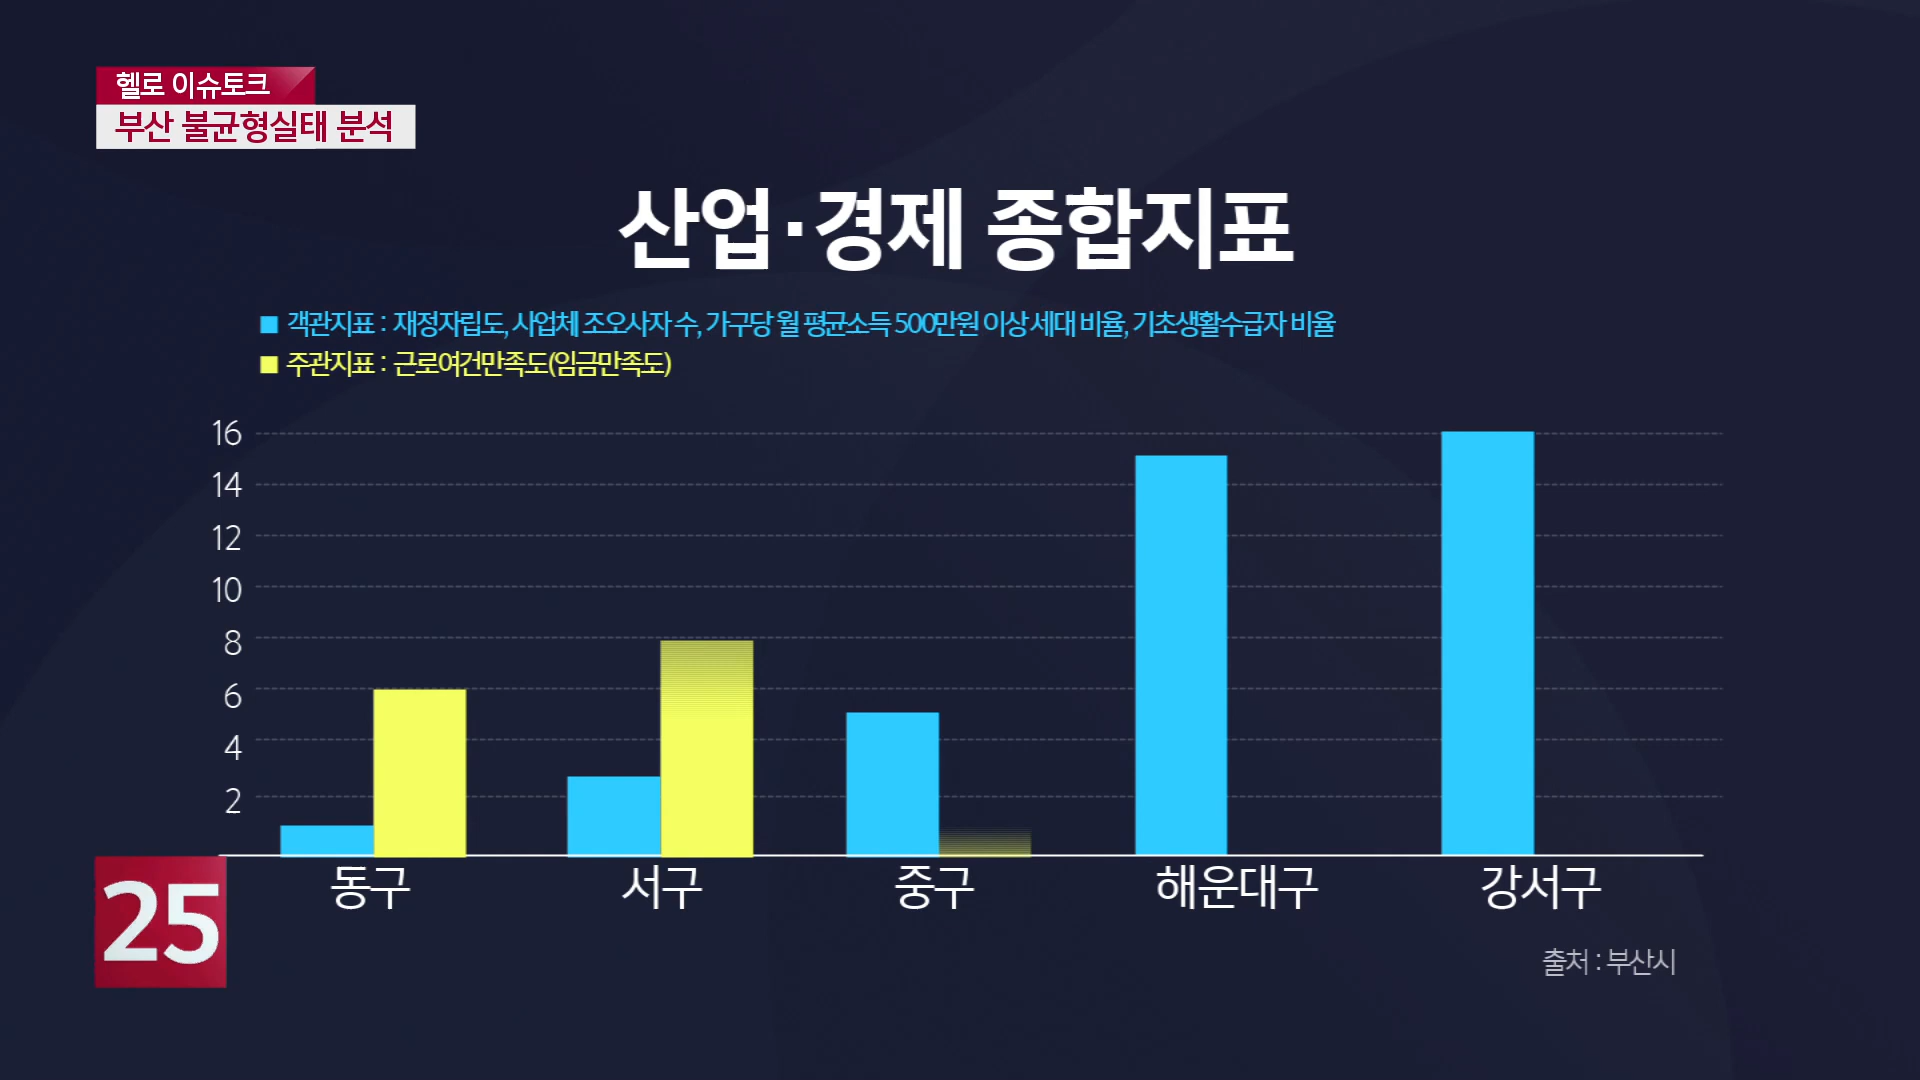 헬로 이슈토크
부산 불균형실태 분석
산업·경제 종합지표
■ 객관지표 : 재정자립도, 사업체 조오사자 수, 가구당 월 평균소득 500만원 이상 세대 비율, 기초생활수급자 비율
■ 주관지표 : 근로여건만족도(임금만족도)
16
14
12
10
8
6
4
2
동구 서구 중구 해운대구 강서구
25
출처 : 부산시